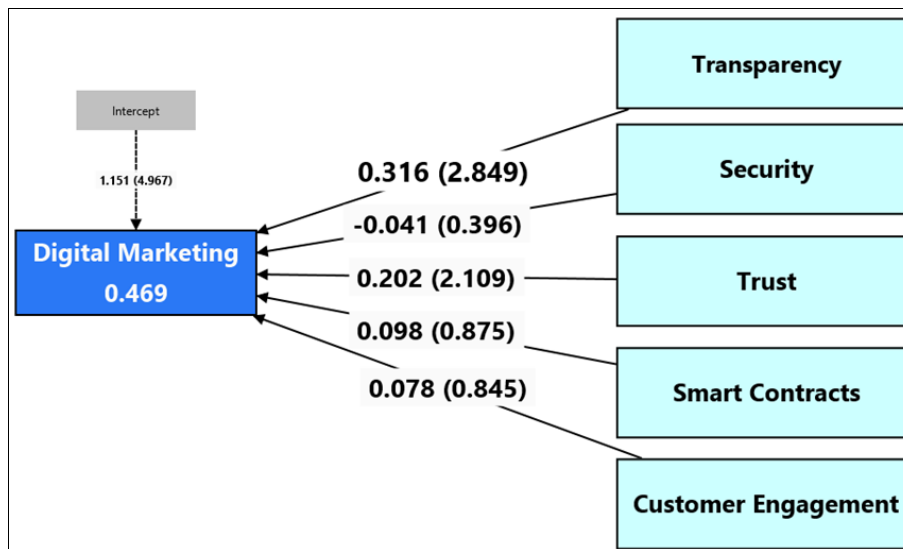 Transparency
Intercept
0.316 (2.849)
Security
1.151 (4.967)
-0.041 (0.396)
Digital Marketing
0.469
0.202 (2.109)
Trust
0.098 (0.875)
Smart Contracts
0.078 (0.845)
Customer Engagement